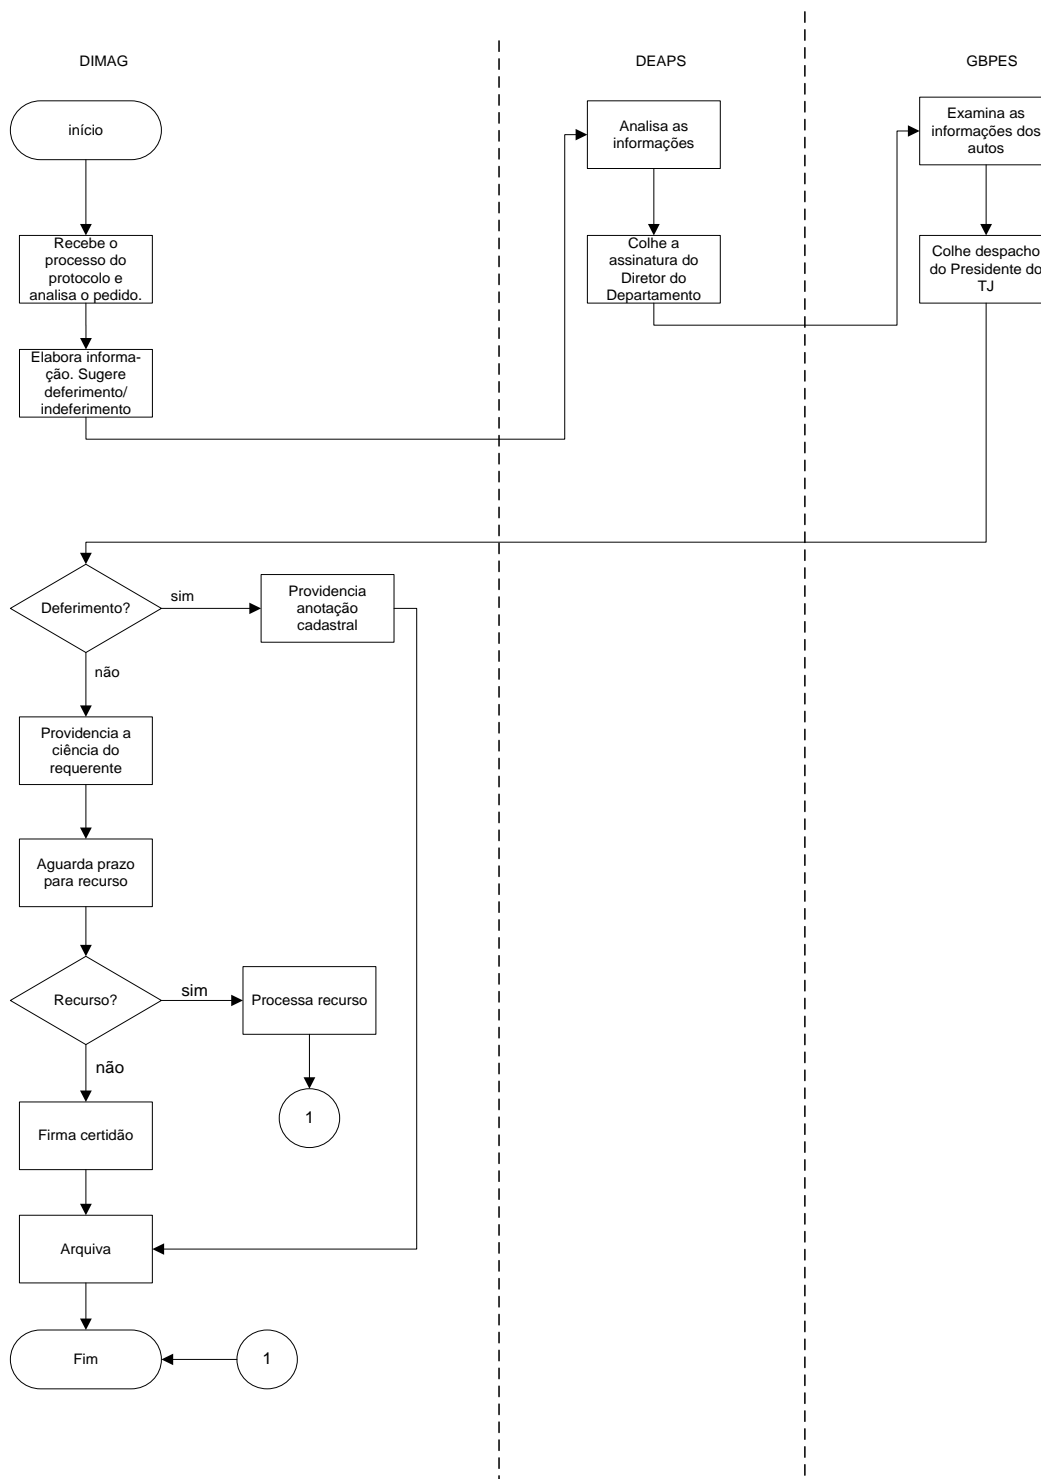 DIMAG
DEAPS
GBPES
início
Recebe o
processo do
protocolo e
analisa o pedido.
Elabora informa-
ção. Sugere
deferimento/
indeferimento
Analisa as
informações
Colhe a
assinatura do
Diretor do
Departamento
Examina as
informações dos
autos
Colhe despacho
do Presidente do
TJ
Deferimento?
sim
Providencia
anotação
cadastral
não
Providencia a
ciência do
requerente
Aguarda prazo
para recurso
Recurso?
sim
Processa recurso
não
1
Firma certidão
Arquiva
Fim
1